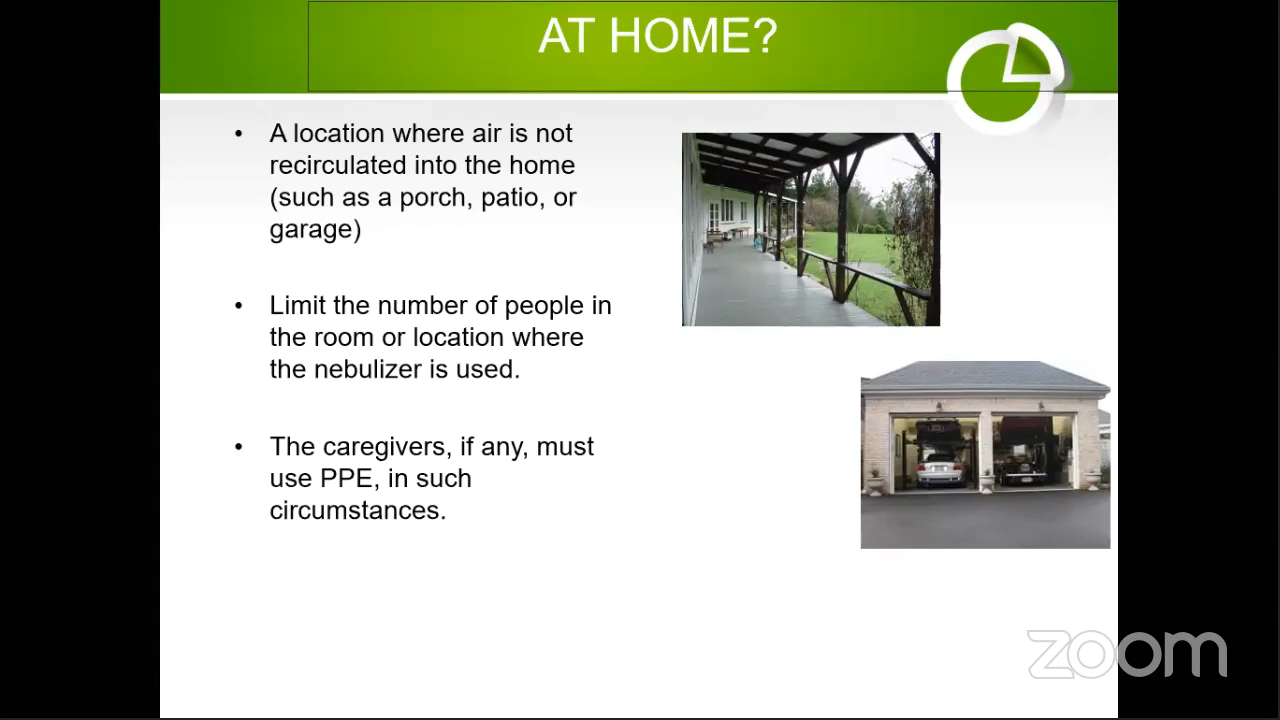 AT HOME?
• A location where air is not
recirculated into the home
(such as a porch, patio, or
garage)
• Limit the number of people in
the room or location where
the nebulizer is used.
• The caregivers, if any, must
use PPE, in such
circumstances.
zoom